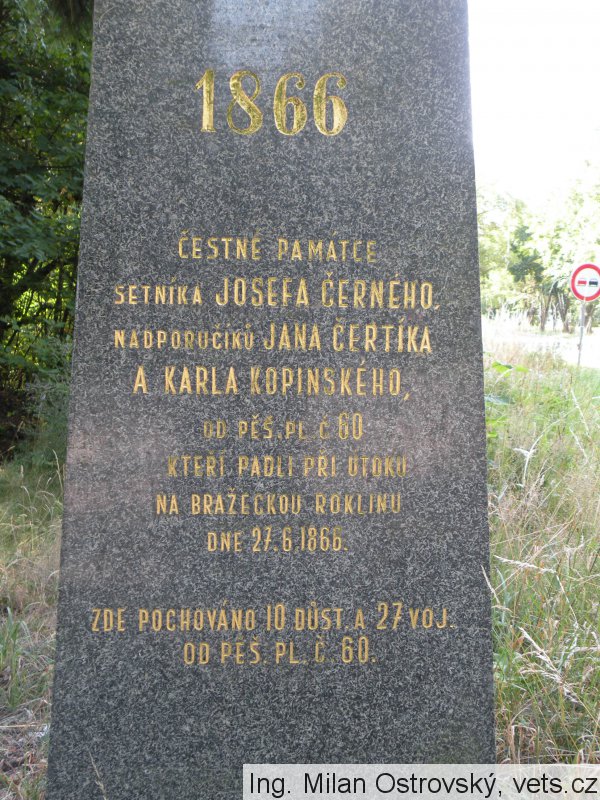 1866
ČESTNÉ PAMÁTCE
SETNÍKA JOSEFA ČERNÉHO,
NADPORUČÍKŮ JANA ČERTÍKA
A KARLA KOPINSKÉHO,
OD PĚŠ. PL. Č 60
KTEŘÍ PADLI PŘI ÚTOKU
NA BRAŽECKOU ROKLINU
DNE 27.6.1866.
ZDE POCHOVÁNO 10 DŮST. A 27 VOJ.
OD PĚŠ. PL. Č. 60.
Ing. Milan Ostrovský, vets.cz